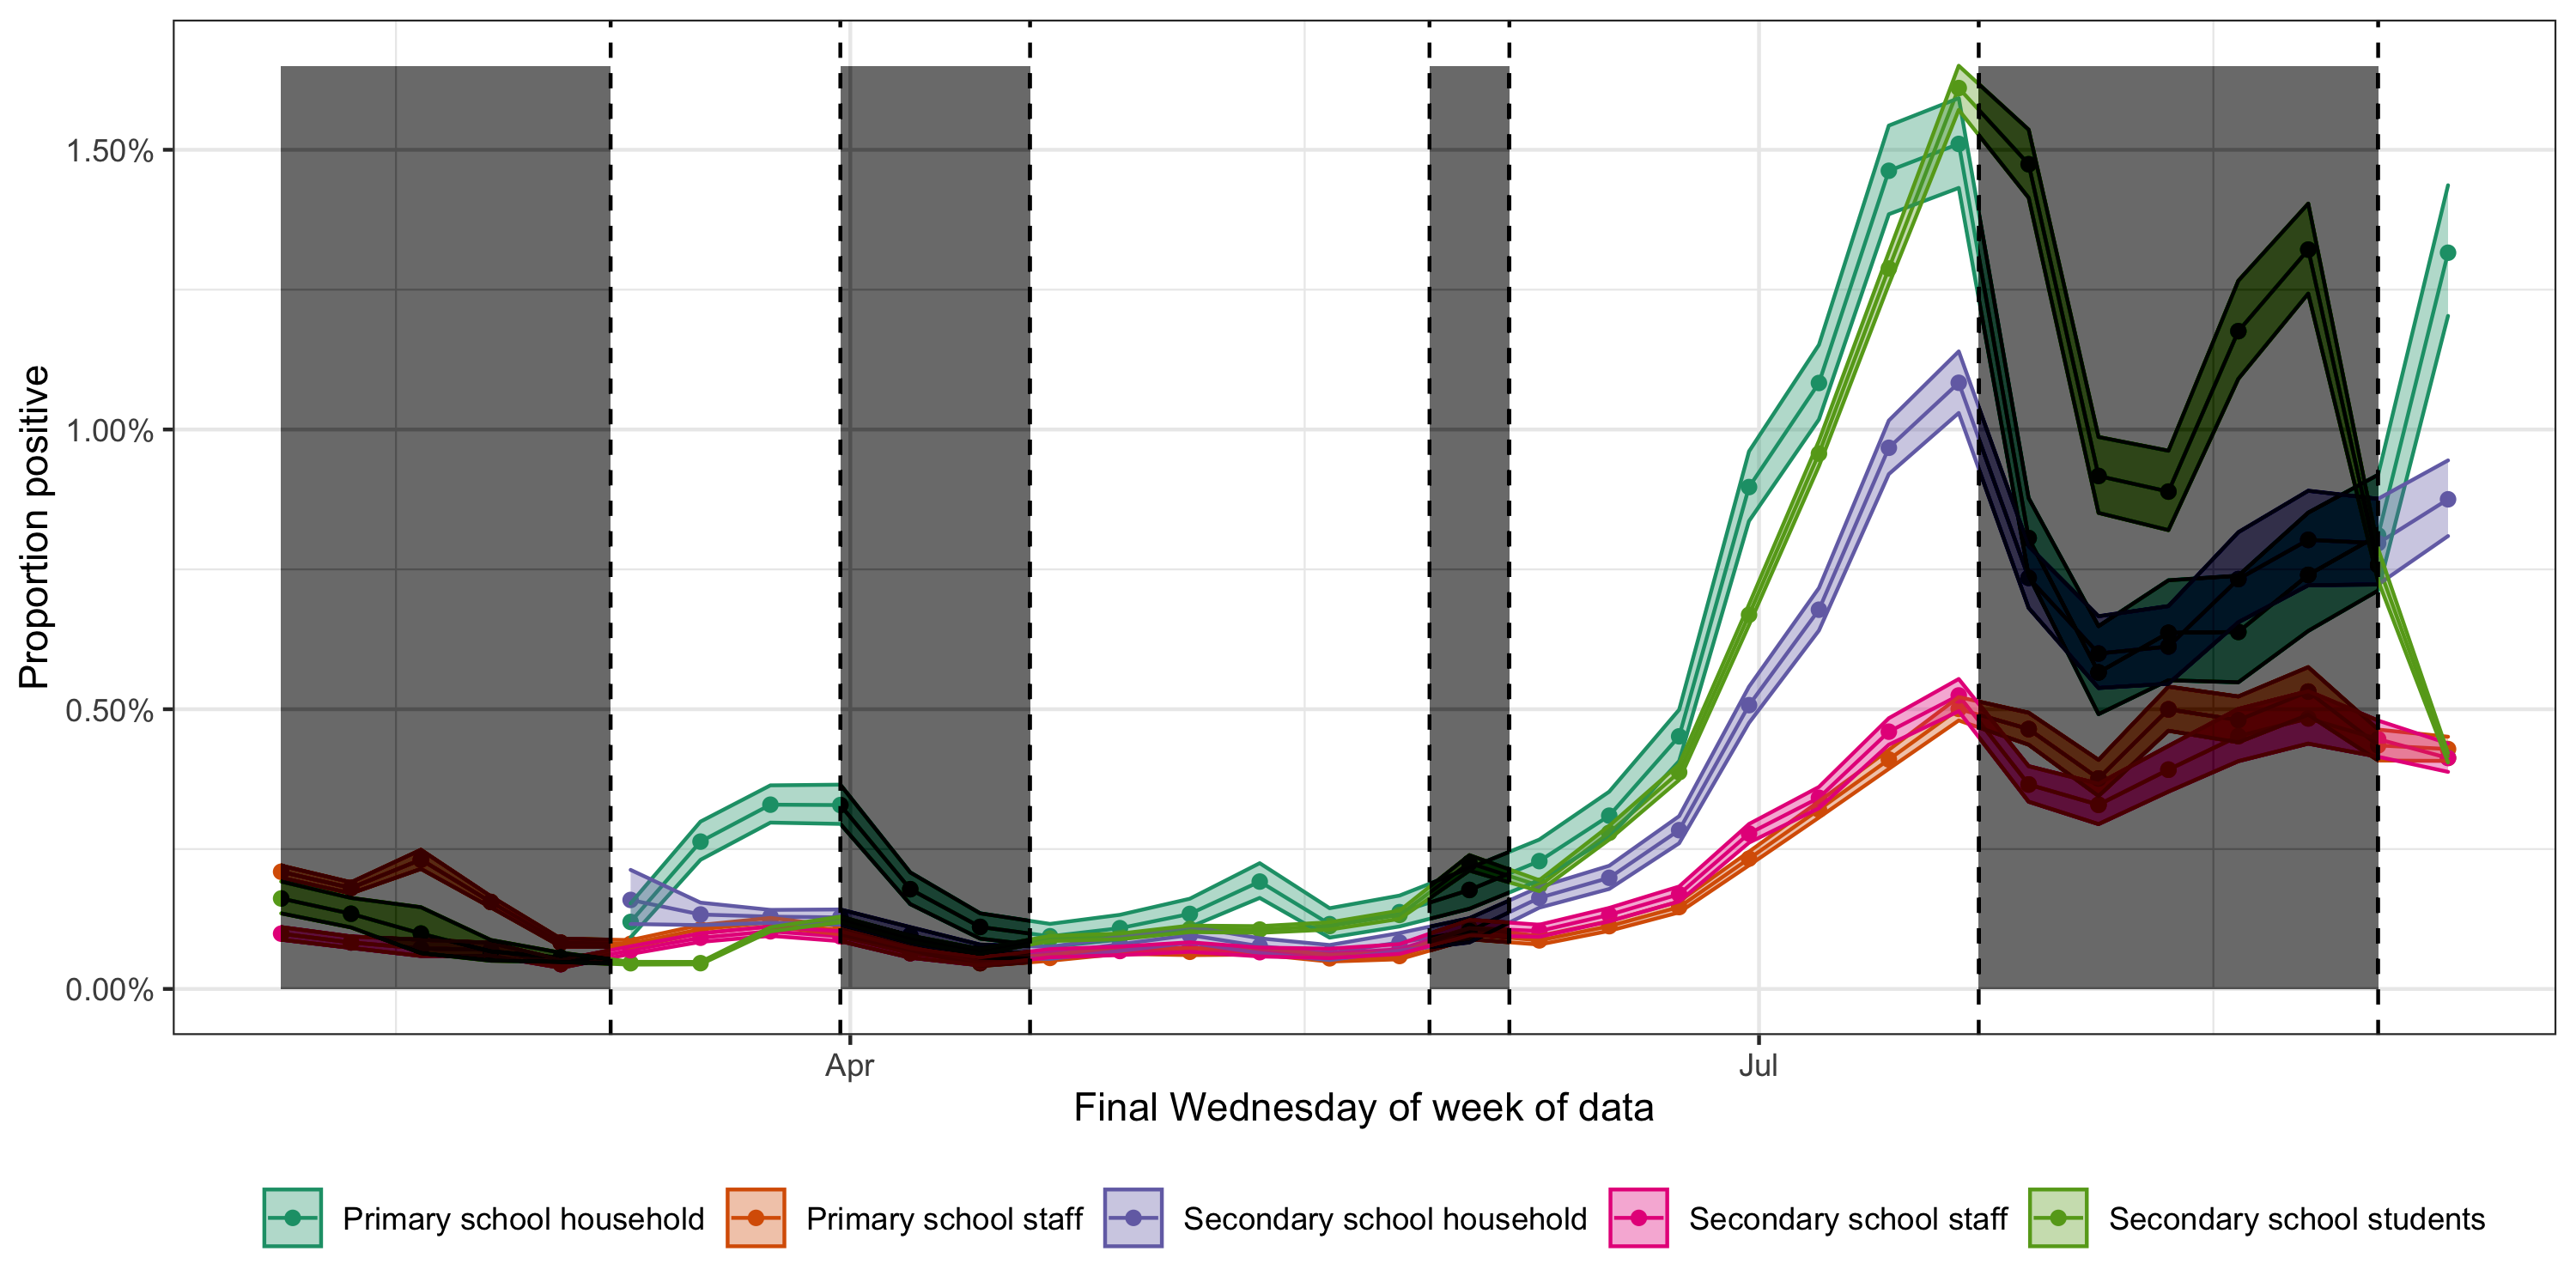 Proportion positive
1.50%
1.00%
0.50%
0.00%
Apr Jul
Final Wednesday of week of data
Primary school household Primary school staff Secondary school household Secondary school staff Secondary school students